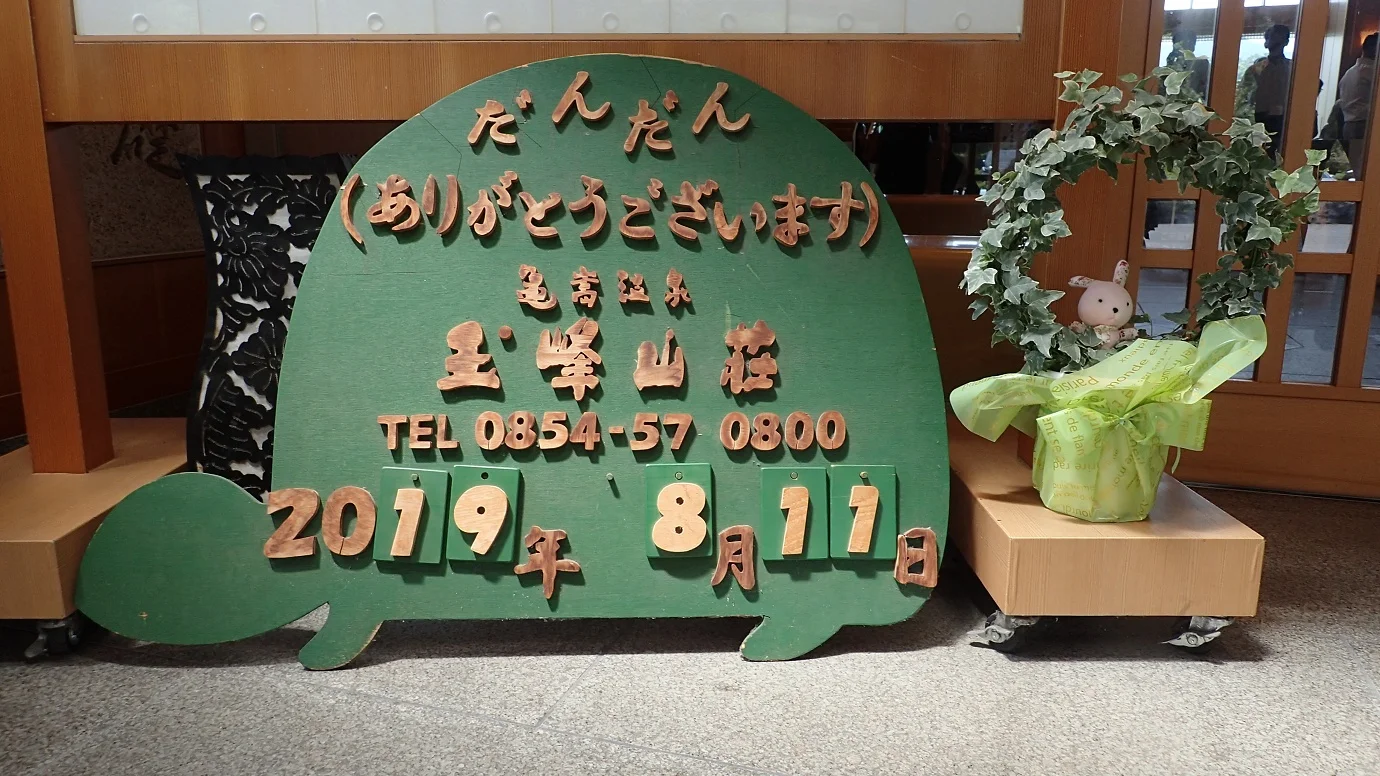 だんだん
(ありがとうございます)
亀嵩温泉
玉峰山荘
TEL 0854-57 0800
2019年 8月11日